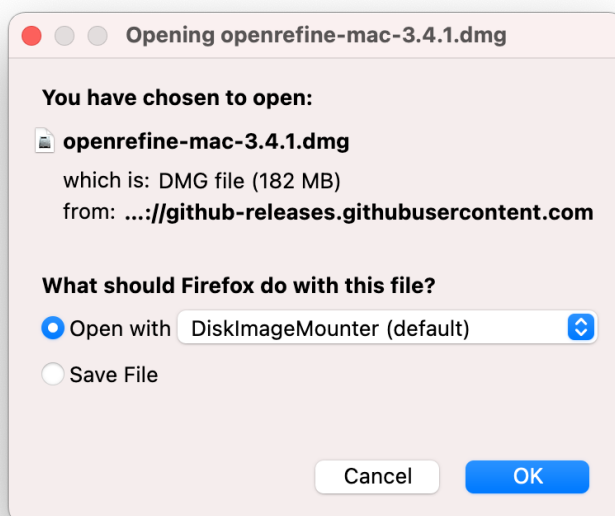 Opening openrefine-mac-3.4.1.dmg
You have chosen to open:
openrefine-mac-3.4.1.dmg
which is: DMG file (182 MB)
from: ...://github-releases.githubusercontent.com
What should Firefox do with this file?
Open with DiskImageMounter (default)
Save File
Cancel OK